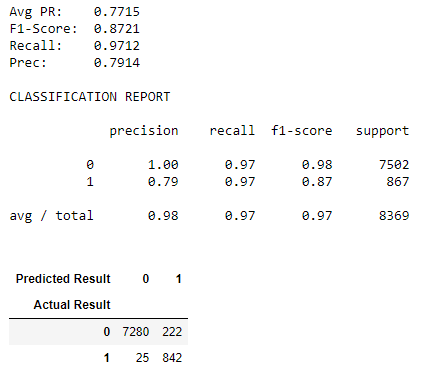 Avg PR: 0.7715
F1-Score: 0.8721
Recall: 0.9712
Prec: 0.7914
CLASSIFICATION REPORT
precision recall f1-score support
0 1.00 0.97 0.98 7502
1 0.79 0.97 0.87 867
avg / total 0.98 0.97 0.97 8369
Predicted Result 0 1
Actual Result
0 7280 222
1 25 842